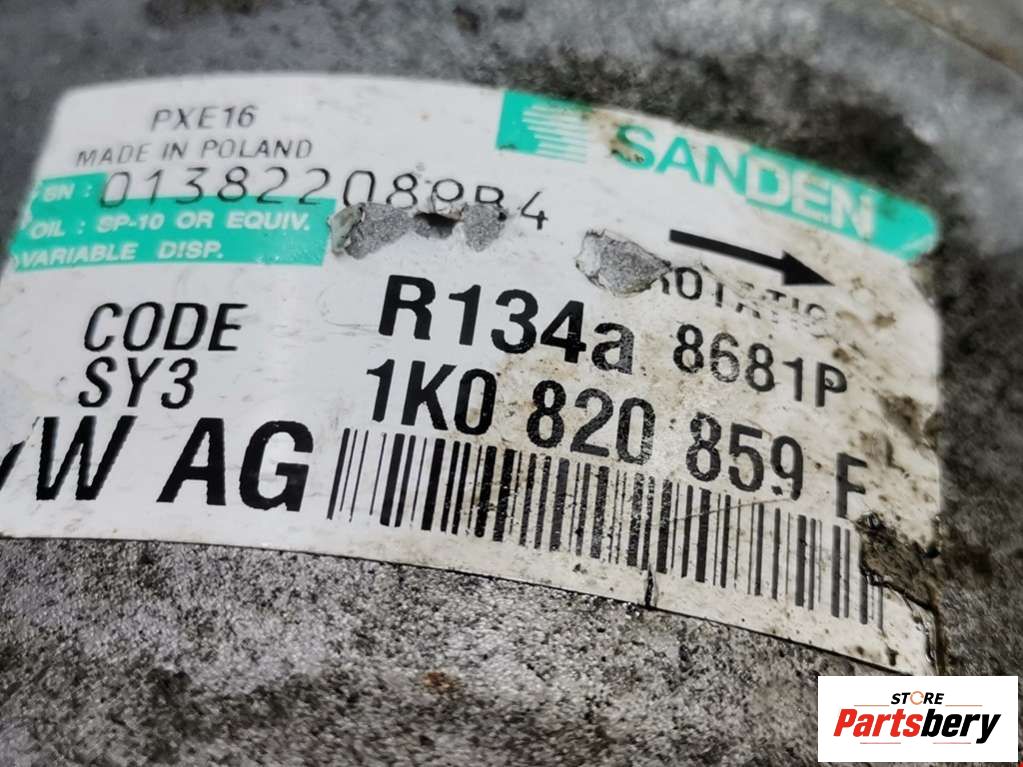 PXE16
MADE IN POLAND
SANDEN
SN :
OIL : SP-10 OR EQUIV.
VARIABLE DISP.
CODE
SY3
R134a 8681P
VW AG
1K0 820 859 F
STORE
Partsbery